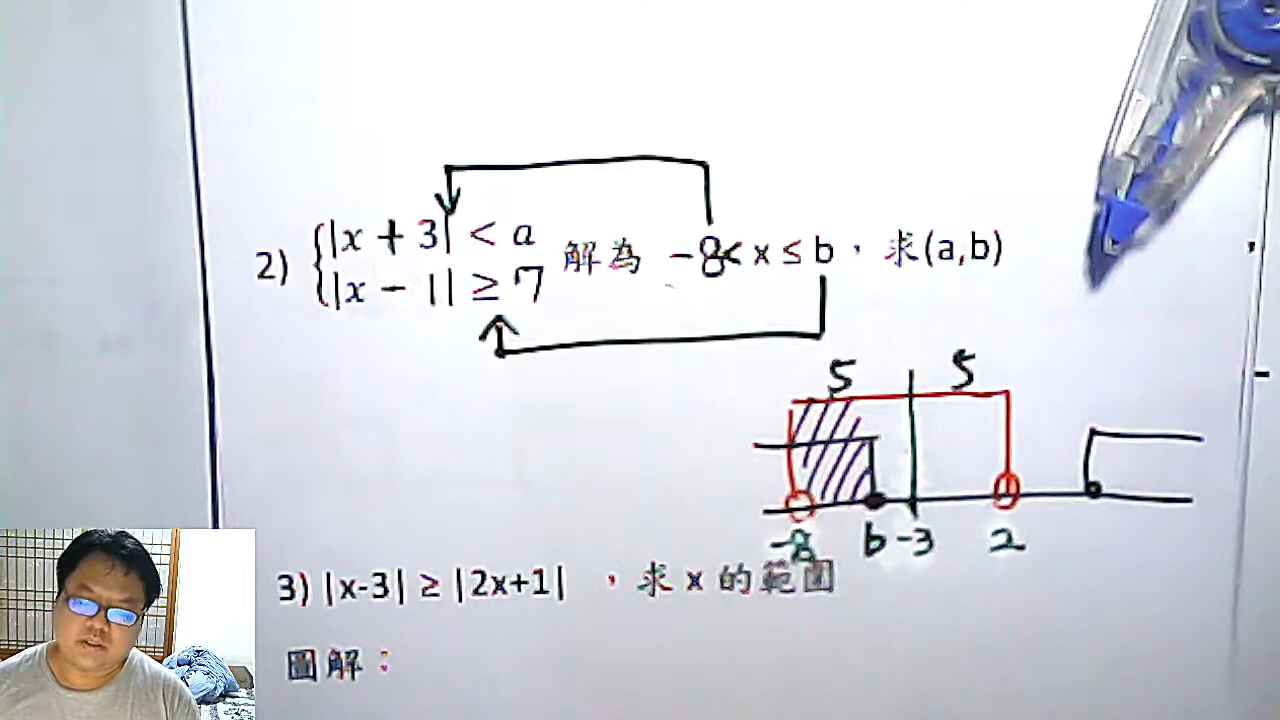 2) { |x + 3| < a 解為 -8< x ≤ b,求(a,b)
|x - 1| ≥ 7
5 5
-8 b -3 2
3) |x-3| ≥ |2x+1| ,求 x 的範圍
圖解: